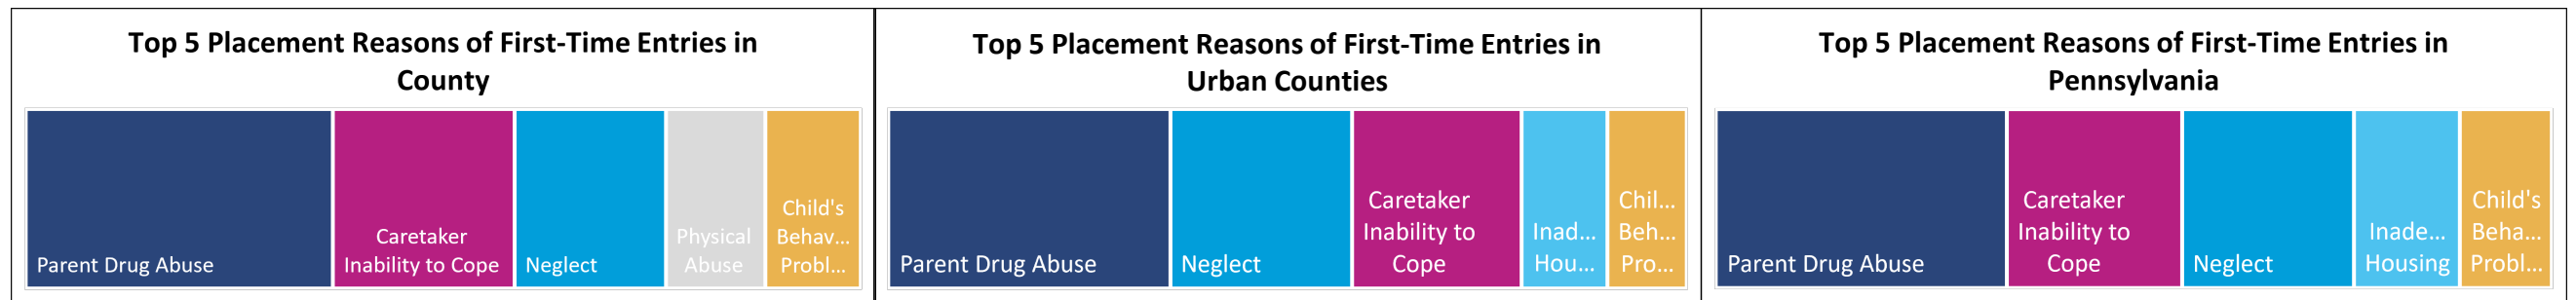 Top 5 Placement Reasons of First-Time Entries in
County
Parent Drug Abuse
Caretaker
Inability to Cope
Neglect
Physical
Abuse
Child's
Behav...
Probl...
Top 5 Placement Reasons of First-Time Entries in
Urban Counties
Parent Drug Abuse
Neglect
Caretaker
Inability to
Cope
Inad...
Hou...
Chil...
Beh...
Pro...
Top 5 Placement Reasons of First-Time Entries in
Pennsylvania
Parent Drug Abuse
Caretaker
Inability to
Cope
Neglect
Inade...
Housing
Child's
Beha...
Probl...